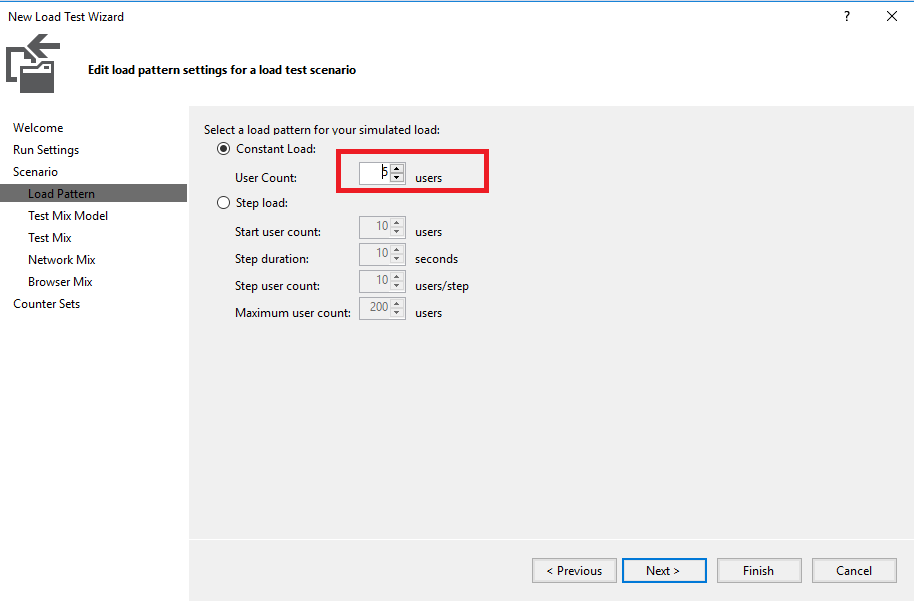 New Load Test Wizard
?
Edit load pattern settings for a load test scenario
Welcome
Run Settings
Scenario
Load Pattern
Test Mix Model
Test Mix
Network Mix
Browser Mix
Counter Sets
Select a load pattern for your simulated load:
Constant Load:
User Count: 5 users
Step load:
Start user count: 10 users
Step duration: 10 seconds
Step user count: 10 users/step
Maximum user count: 200 users
< Previous Next > Finish Cancel